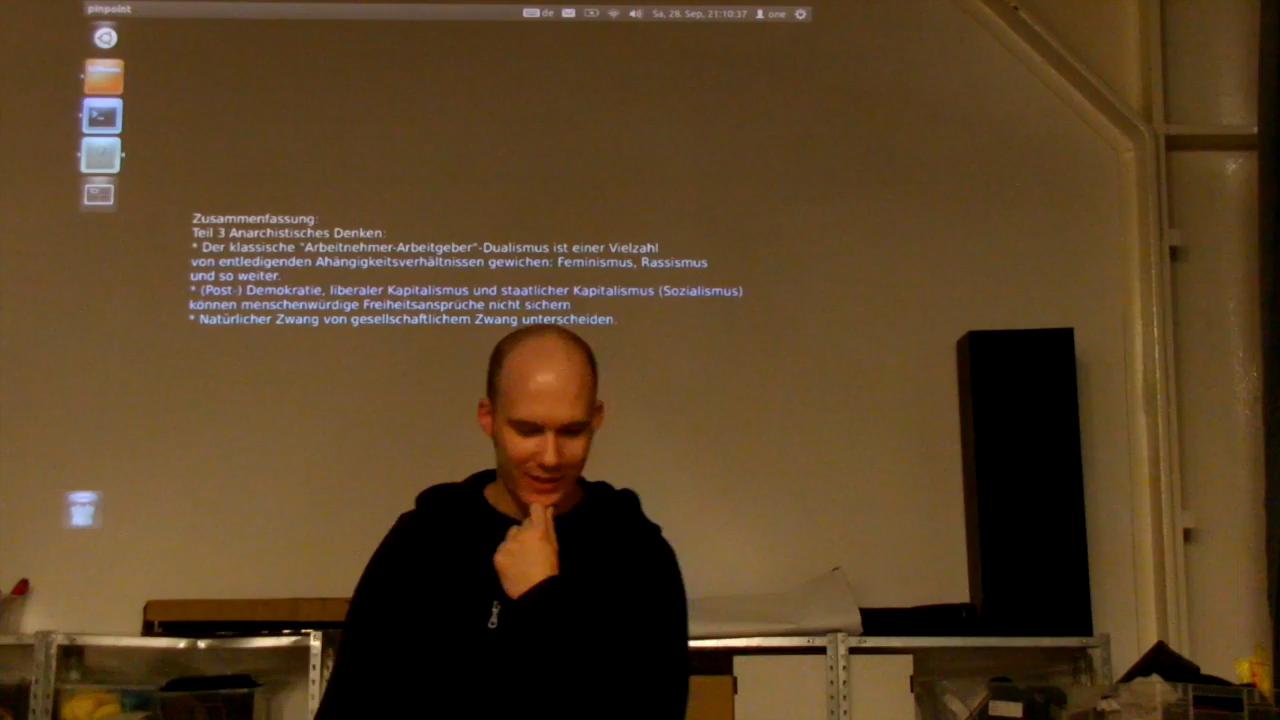 pinpoint
de Sa, 28. Sep, 21:10:37 one
Zusammenfassung:
Teil 3 Anarchistisches Denken:
* Der klassische "Arbeitnehmer-Arbeitgeber"-Dualismus ist einer Vielzahl
von entledigenden Ahängigkeitsverhältnissen gewichen: Feminismus, Rassismus
und so weiter.
* (Post-) Demokratie, liberaler Kapitalismus und staatlicher Kapitalismus (Sozialismus)
können menschenwürdige Freiheitsansprüche nicht sichern
* Natürlicher Zwang von gesellschaftlichem Zwang unterscheiden.